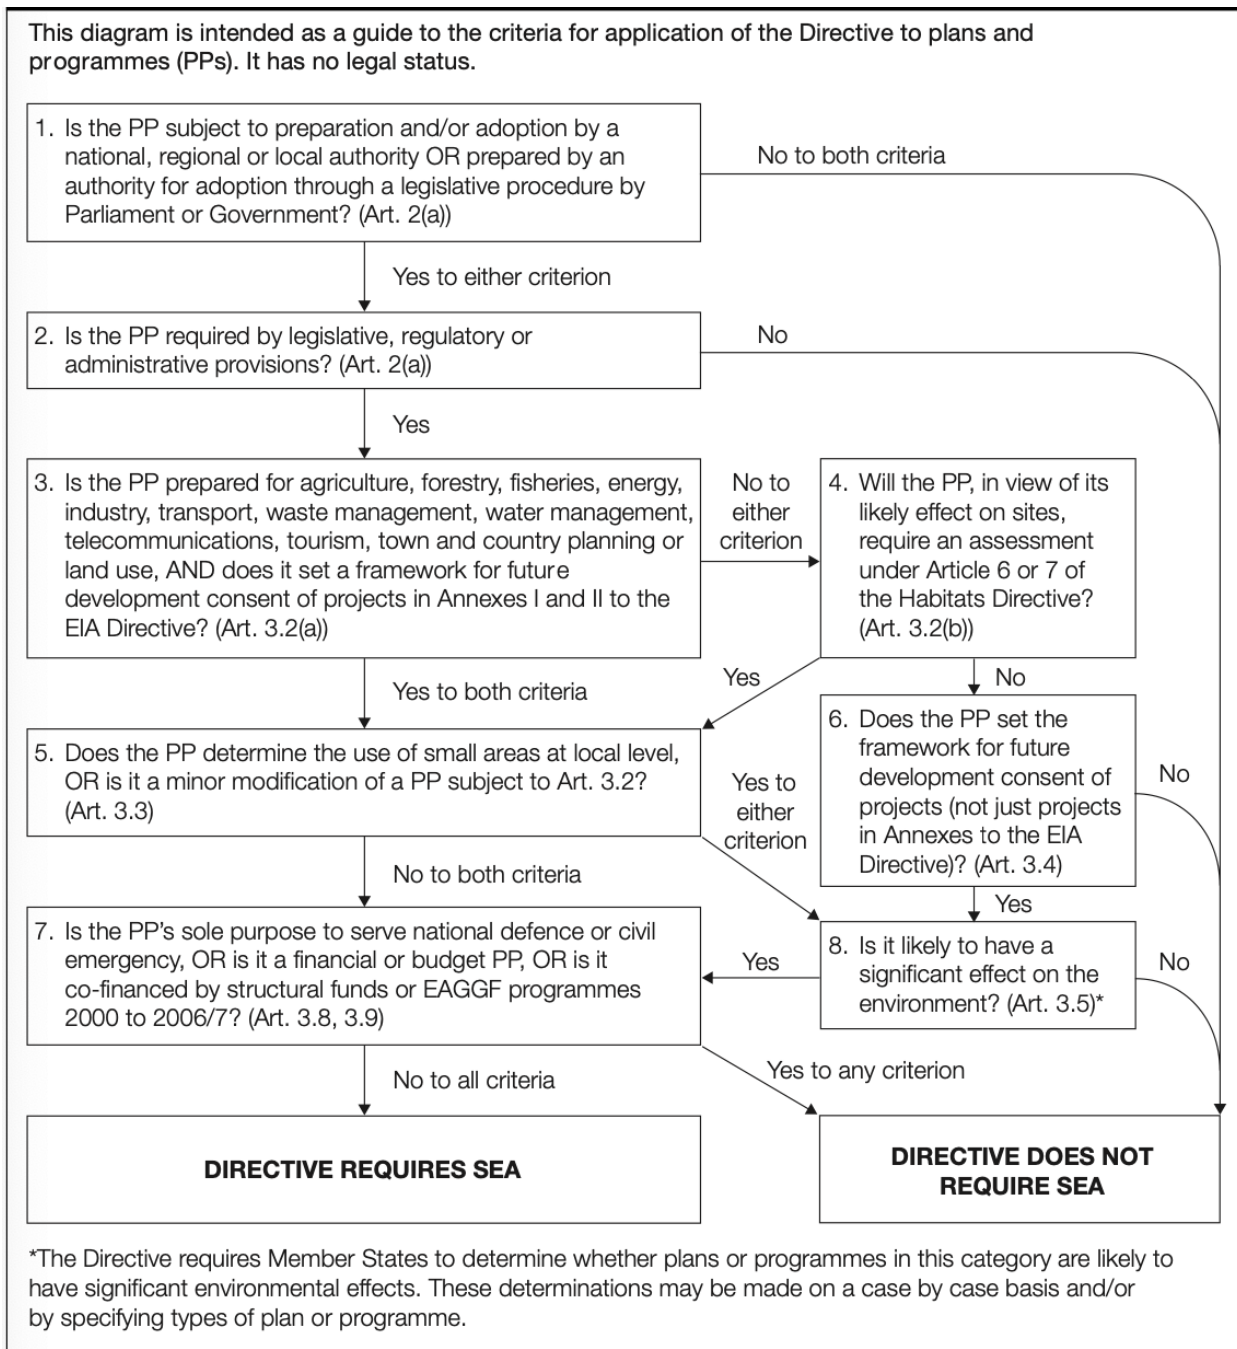 This diagram is intended as a guide to the criteria for application of the Directive to plans and
programmes (PPs). It has no legal status.
1. Is the PP subject to preparation and/or adoption by a
national, regional or local authority OR prepared by an
authority for adoption through a legislative procedure by
Parliament or Government? (Art. 2(a))
No to both criteria
Yes to either criterion
2. Is the PP required by legislative, regulatory or
administrative provisions? (Art. 2(a))
No
Yes
3. Is the PP prepared for agriculture, forestry, fisheries, energy,
industry, transport, waste management, water management,
telecommunications, tourism, town and country planning or
land use, AND does it set a framework for future
development consent of projects in Annexes I and II to the
EIA Directive? (Art. 3.2(a))
No to
either
criterion
4. Will the PP, in view of its
likely effect on sites,
require an assessment
under Article 6 or 7 of
the Habitats Directive?
(Art. 3.2(b))
Yes to both criteria
Yes
No
5. Does the PP determine the use of small areas at local level,
OR is it a minor modification of a PP subject to Art. 3.2?
(Art. 3.3)
Yes to
either
criterion
6. Does the PP set the
framework for future
development consent of
projects (not just projects
in Annexes to the EIA
Directive)? (Art. 3.4)
No
No to both criteria
Yes
7. Is the PP's sole purpose to serve national defence or civil
emergency, OR is it a financial or budget PP, OR is it
co-financed by structural funds or EAGGF programmes
2000 to 2006/7? (Art. 3.8, 3.9)
Yes
8. Is it likely to have a
significant effect on the
environment? (Art. 3.5)*
No
No to all criteria
Yes to any criterion
DIRECTIVE REQUIRES SEA
DIRECTIVE DOES NOT
REQUIRE SEA
*The Directive requires Member States to determine whether plans or programmes in this category are likely to
have significant environmental effects. These determinations may be made on a case by case basis and/or
by specifying types of plan or programme.